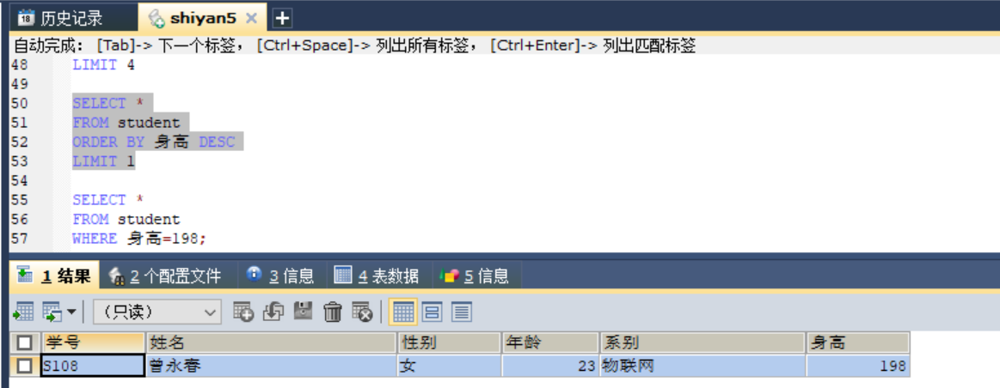 18 历史记录 shiyan5 × +
自动完成: [Tab]-> 下一个标签, [Ctrl+Space]-> 列出所有标签, [Ctrl+Enter]-> 列出匹配标签
48 LIMIT 4
49
50 SELECT *
51 FROM student
52 ORDER BY 身高 DESC
53 LIMIT 1
54
55 SELECT *
56 FROM student
57 WHERE 身高=198;
1 结果 2 个配置文件 3 信息 4 表数据 5 信息
（只读）
学号 姓名 性别 年龄 系别 身高
S108 曾永春 女 23 物联网 198